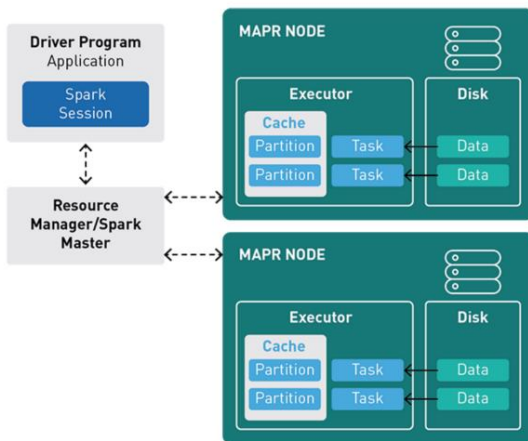 Driver Program
Application
Spark
Session
Resource
Manager/Spark
Master
MAPR NODE
Executor
Disk
Cache
Partition
Task
Data
Partition
Task
Data
MAPR NODE
Executor
Disk
Cache
Partition
Task
Data
Partition
Task
Data